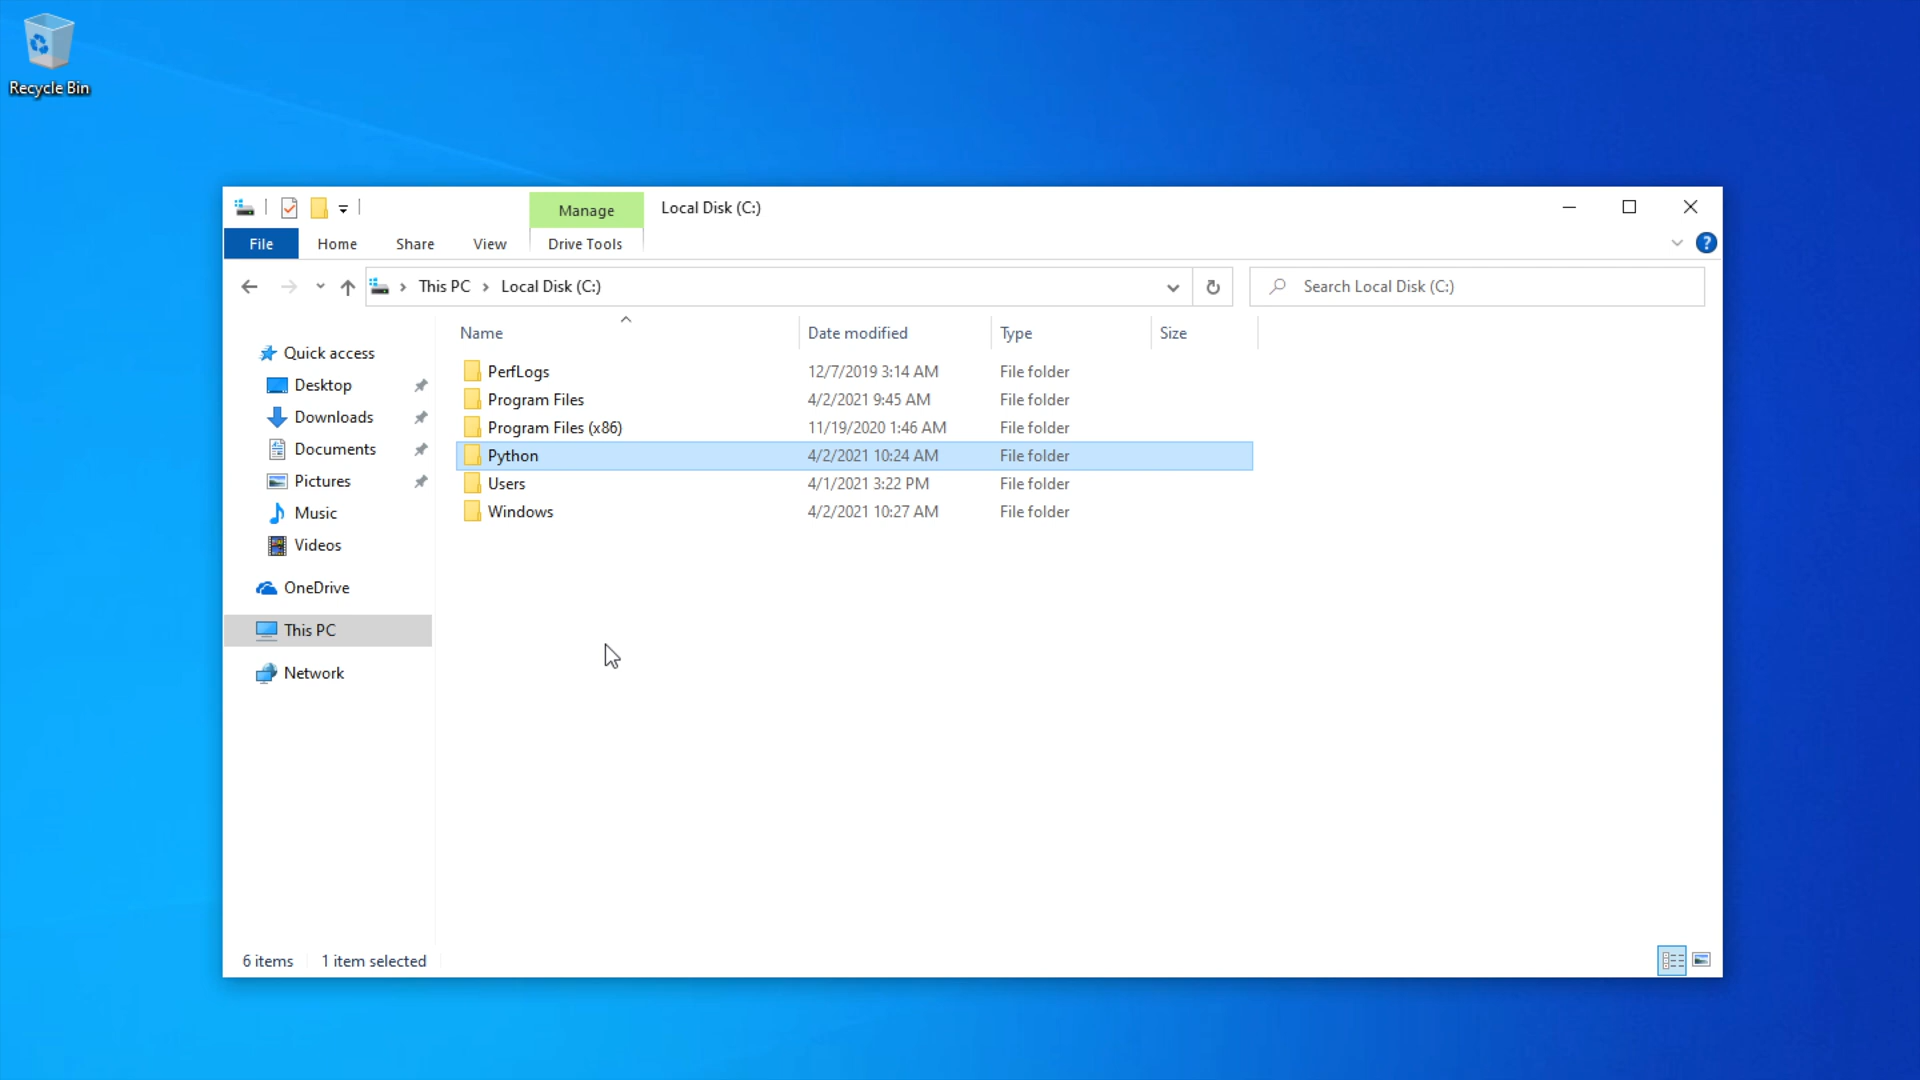 Recycle Bin
Manage
Local Disk (C:)
File
Home
Share
View
Drive Tools
?
This PC
Local Disk (C:)
Search Local Disk (C:)
Name
Date modified
Type
Size
Quick access
Desktop
Downloads
Documents
Pictures
Music
Videos
OneDrive
This PC
Network
PerfLogs 12/7/2019 3:14 AM File folder
Program Files 4/2/2021 9:45 AM File folder
Program Files (x86) 11/19/2020 1:46 AM File folder
Python 4/2/2021 10:24 AM File folder
Users 4/1/2021 3:22 PM File folder
Windows 4/2/2021 10:27 AM File folder
6 items
1 item selected